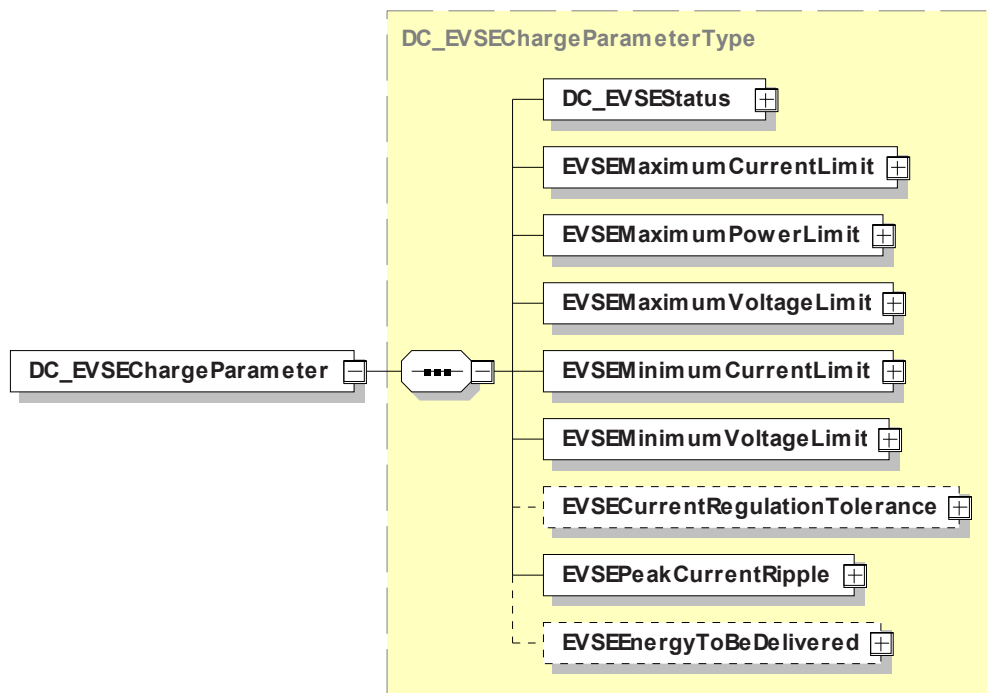 DC_EVSEChargeParameterType
DC_EVSEStatus
EVSEMaximumCurrentLimit
EVSEMaximumPowerLimit
EVSEMaximumVoltageLimit
DC_EVSEChargeParameter
EVSEMinimumCurrentLimit
EVSEMinimumVoltageLimit
EVSECurrentRegulationTolerance
EVSEPeakCurrentRipple
EVSEEnergyToBeDelivered